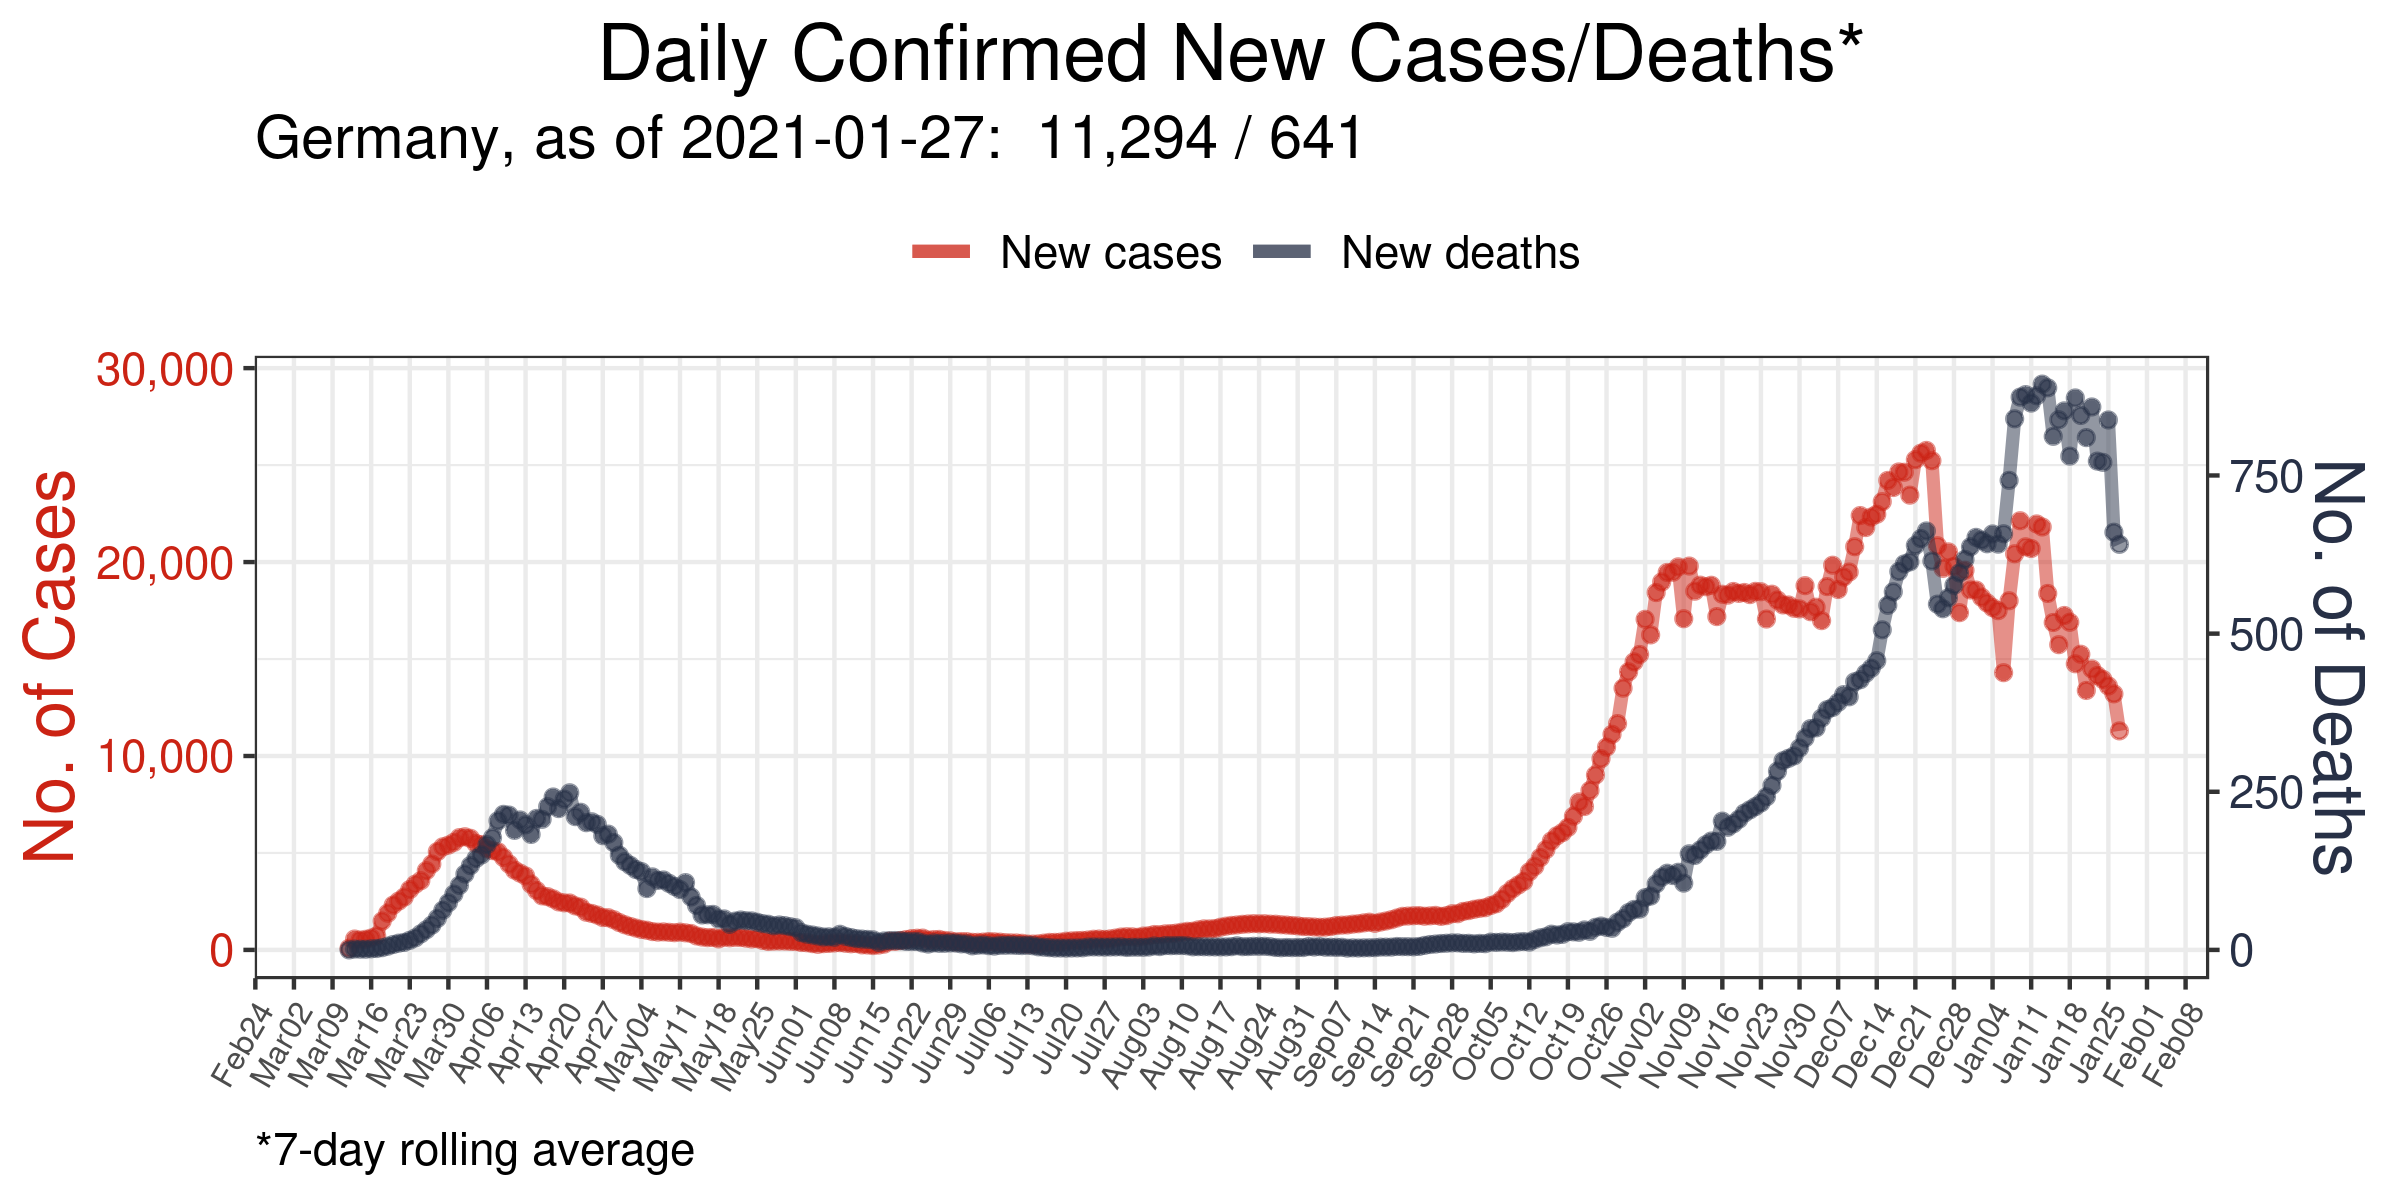 Daily Confirmed New Cases/Deaths*
Germany, as of 2021-01-27:  11,294 / 641
New cases
New deaths
No. of Cases
30,000
20,000
10,000
0
750
500
250
0
No. of Deaths
Feb24
Mar02
Mar09
Mar16
Mar23
Mar30
Apr06
Apr13
Apr20
Apr27
May04
May11
May18
May25
Jun01
Jun08
Jun15
Jun22
Jun29
Jul06
Jul13
Jul20
Jul27
Aug03
Aug10
Aug17
Aug24
Aug31
Sep07
Sep14
Sep21
Sep28
Oct05
Oct12
Oct19
Oct26
Nov02
Nov09
Nov16
Nov23
Nov30
Dec07
Dec14
Dec21
Dec28
Jan04
Jan11
Jan18
Jan25
Feb01
Feb08
*7-day rolling average